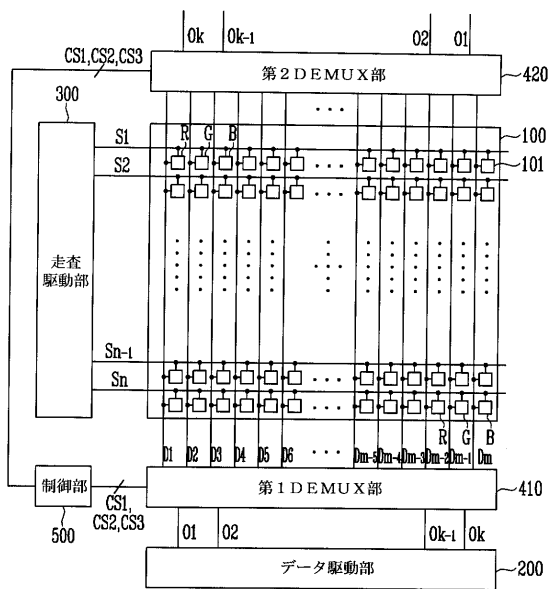 Ok Ok-1 O2 O1
CS1,CS2,CS3
第2DEMUX部
420
300
100
R G B
S1
101
S2
走査
駆動部
Sn-1
Sn
R G B
D1 D2 D3 D4 D5 D6 Dm-5 Dm-4 Dm-3 Dm-2 Dm-1 Dm
制御部
第1DEMUX部
410
CS1,
CS2,CS3
500
O1 O2 Ok-1 Ok
データ駆動部
200